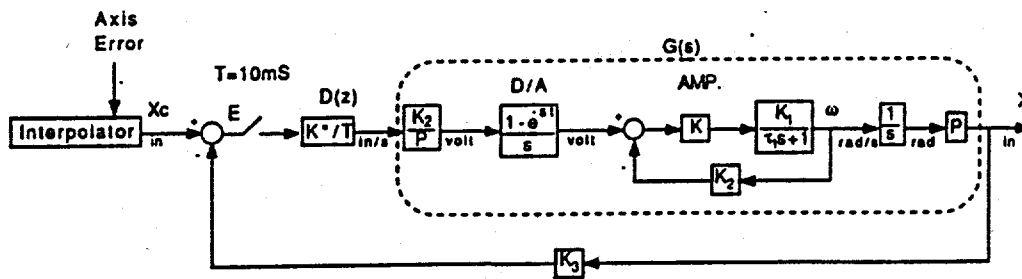 Axis
Error
G(s)
T=10mS
D(z)
D/A
AMP.
Interpolator
Xc
in
+
-
E
K*/T
in/s
K2
P
volt
1-e^-st
s
volt
+
-
K
K1
τ1s+1
ω
rad/s
1
s
rad
P
X
in
K2
K3